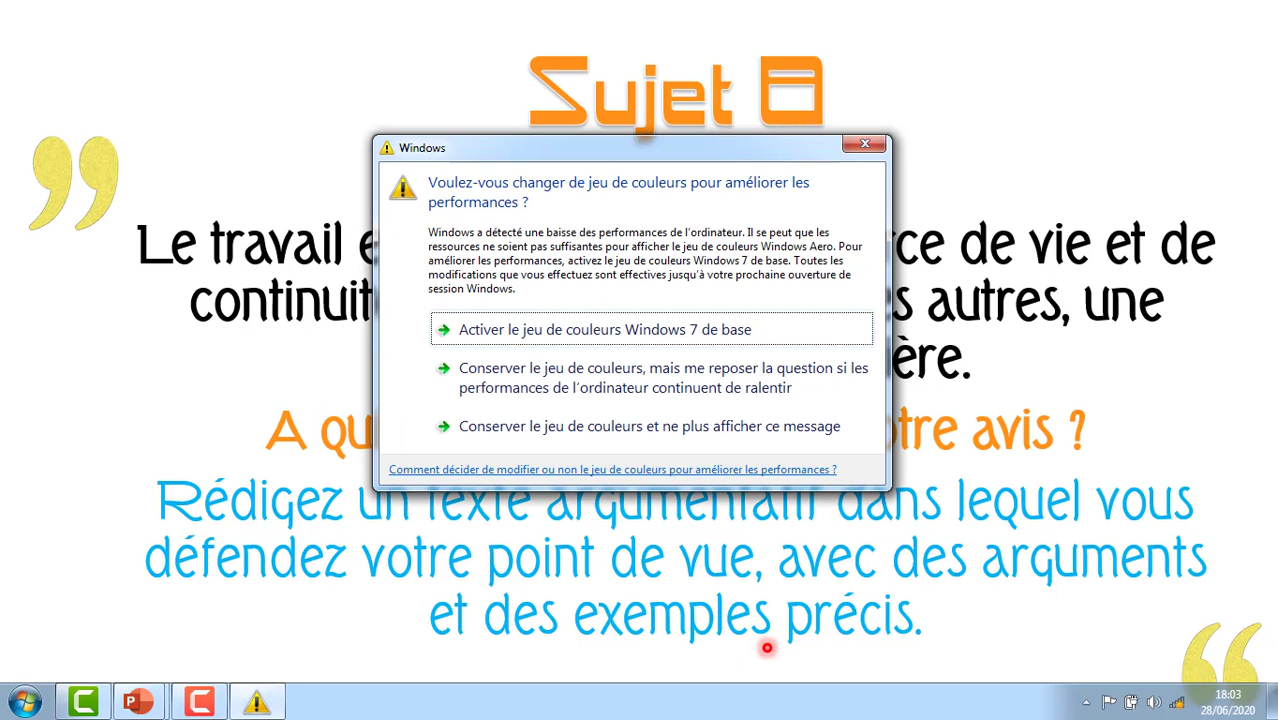 Sujet 8
Windows
Voulez-vous changer de jeu de couleurs pour améliorer les
performances ?
Windows a détecté une baisse des performances de l'ordinateur. Il se peut que les
ressources ne soient pas suffisantes pour afficher le jeu de couleurs Windows Aero. Pour
améliorer les performances, activez le jeu de couleurs Windows 7 de base. Toutes les
modifications que vous effectuez sont effectives jusqu'à votre prochaine ouverture de
session Windows.
Activer le jeu de couleurs Windows 7 de base
Conserver le jeu de couleurs, mais me reposer la question si les
performances de l'ordinateur continuent de ralentir
Conserver le jeu de couleurs et ne plus afficher ce message
Comment décider de modifier ou non le jeu de couleurs pour améliorer les performances ?
Le travail de vie et de
autres, une
avis ?
Rédigez un texte argumentatif dans lequel vous
défendez votre point de vue, avec des arguments
et des exemples précis.
18:03
28/06/2020